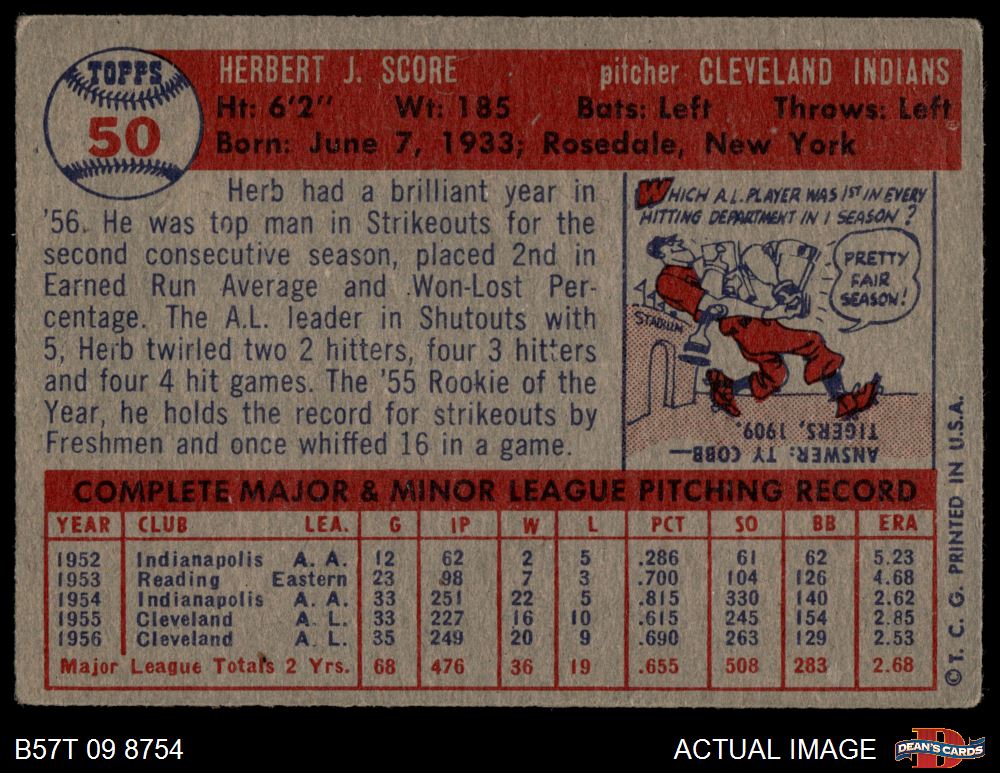 TOPPS
50
HERBERT J. SCORE pitcher CLEVELAND INDIANS
Ht: 6'2" Wt: 185 Bats: Left Throws: Left
Born: June 7, 1933; Rosedale, New York
Herb had a brilliant year in
'56. He was top man in Strikeouts for the
second consecutive season, placed 2nd in
Earned Run Average and Won-Lost Per-
centage. The A.L. leader in Shutouts with
5, Herb twirled two 2 hitters, four 3 hitters
and four 4 hit games. The '55 Rookie of the
Year, he holds the record for strikeouts by
Freshmen and once whiffed 16 in a game.
WHICH A.L. PLAYER WAS 1ST IN EVERY
HITTING DEPARTMENT IN 1 SEASON?
PRETTY
FAIR
SEASON!
STADIUM
ANSWER: TY COBB—
TIGERS, 1909.
COMPLETE MAJOR & MINOR LEAGUE PITCHING RECORD
YEAR CLUB LEA. G IP W L PCT SO BB ERA
1952 Indianapolis A. A. 12 62 2 5 .286 61 62 5.23
1953 Reading Eastern 23 98 7 3 .700 104 126 4.68
1954 Indianapolis A. A. 33 251 22 5 .815 330 140 2.62
1955 Cleveland A. L. 33 227 16 10 .615 245 154 2.85
1956 Cleveland A. L. 35 249 20 9 .690 263 129 2.53
Major League Totals 2 Yrs. 68 476 36 19 .655 508 283 2.68
© T. C. G. PRINTED IN U.S.A.
B57T 09 8754
ACTUAL IMAGE
DEAN'S CARDS